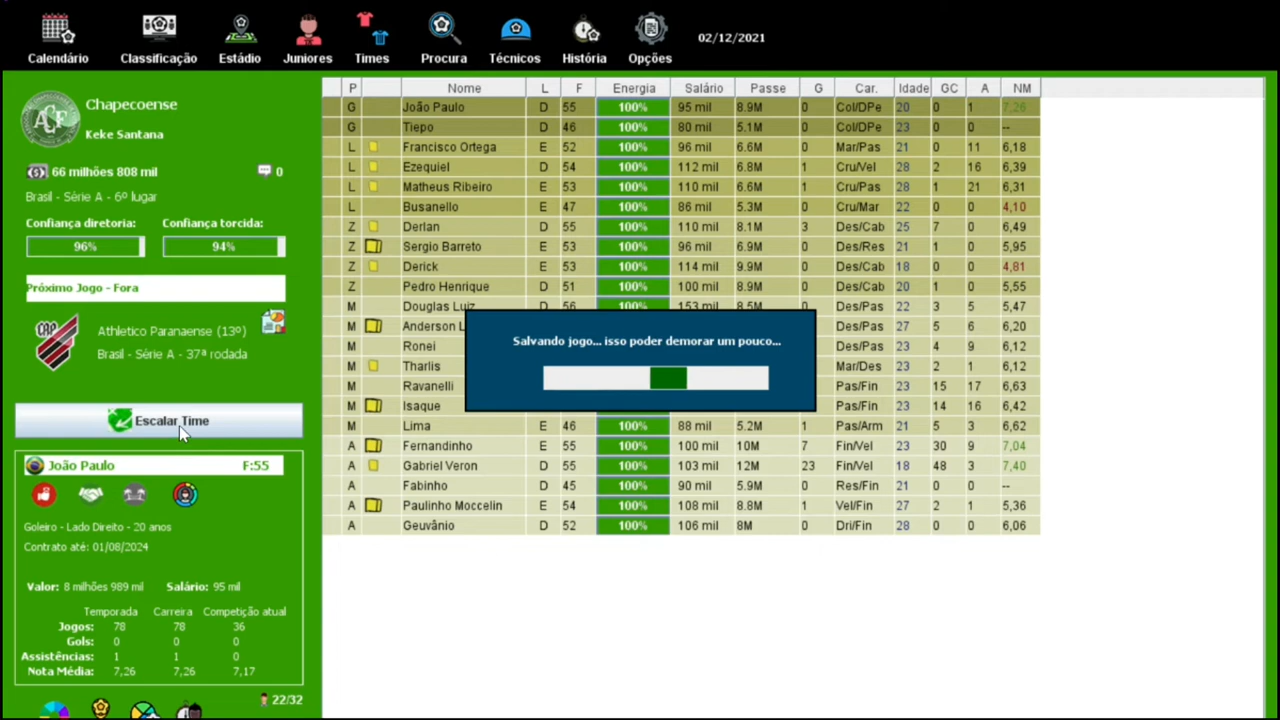 Calendário Classificação Estádio Juniores Times Procura Técnicos História Opções 02/12/2021
ACF
Chapecoense
Keke Santana
66 milhões 808 mil 0
Brasil - Série A - 6º lugar
Confiança diretoria: Confiança torcida:
96% 94%
Próximo Jogo - Fora
CAP
Athletico Paranaense (13º)
Brasil - Série A - 37ª rodada
Escalar Time
João Paulo F:55
Goleiro - Lado Direito - 20 anos
Contrato até: 01/08/2024
Valor: 8 milhões 989 mil Salário: 95 mil
Temporada Carreira Competição atual
Jogos: 78 78 36
Gols: 0 0 0
Assistências: 1 1 0
Nota Média: 7,26 7,26 7,17
22/32
P Nome L F Energia Salário Passe G Car. Idade GC A NM
G João Paulo D 55 100% 95 mil 8.9M 0 Col/DPe 20 0 1 7,26
G Tiepo D 46 100% 80 mil 5.1M 0 Col/DPe 23 0 0 --
L Francisco Ortega E 52 100% 96 mil 6.6M 0 Mar/Pas 21 0 11 6,18
L Ezequiel D 54 100% 112 mil 6.8M 1 Cru/Vel 28 2 16 6,39
L Matheus Ribeiro E 53 100% 110 mil 6.6M 1 Cru/Pas 28 1 21 6,31
L Busanello E 47 100% 86 mil 5.3M 0 Cru/Mar 22 0 0 4,10
Z Derlan D 55 100% 110 mil 8.1M 3 Des/Cab 25 7 0 6,49
Z Sergio Barreto E 53 100% 96 mil 6.9M 0 Des/Res 21 1 0 5,95
Z Derick E 53 100% 114 mil 9.9M 0 Des/Cab 18 0 0 4,81
Z Pedro Henrique D 51 100% 100 mil 8.9M 0 Des/Cab 20 1 0 5,55
M Douglas Luiz D 56 100% 153 mil 8.5M 0 Des/Pas 22 3 5 5,47
M Anderson L Des/Pas 27 5 6 6,20
M Ronei Des/Pas 23 4 9 6,12
M Tharlis Mar/Des 23 2 1 6,12
M Ravanelli Pas/Fin 23 15 17 6,63
M Isaque Pas/Fin 23 14 16 6,42
M Lima E 46 100% 88 mil 5.2M 1 Pas/Arm 21 5 3 6,62
A Fernandinho E 55 100% 100 mil 10M 7 Fin/Vel 23 30 9 7,04
A Gabriel Veron D 55 100% 103 mil 12M 23 Fin/Vel 18 48 3 7,40
A Fabinho D 45 100% 90 mil 5.9M 0 Res/Fin 21 0 0 --
A Paulinho Moccelin E 54 100% 108 mil 8.8M 1 Vel/Fin 27 2 1 5,36
A Geuvânio D 52 100% 106 mil 8M 0 Dri/Fin 28 0 0 6,06
Salvando jogo... isso poder demorar um pouco...